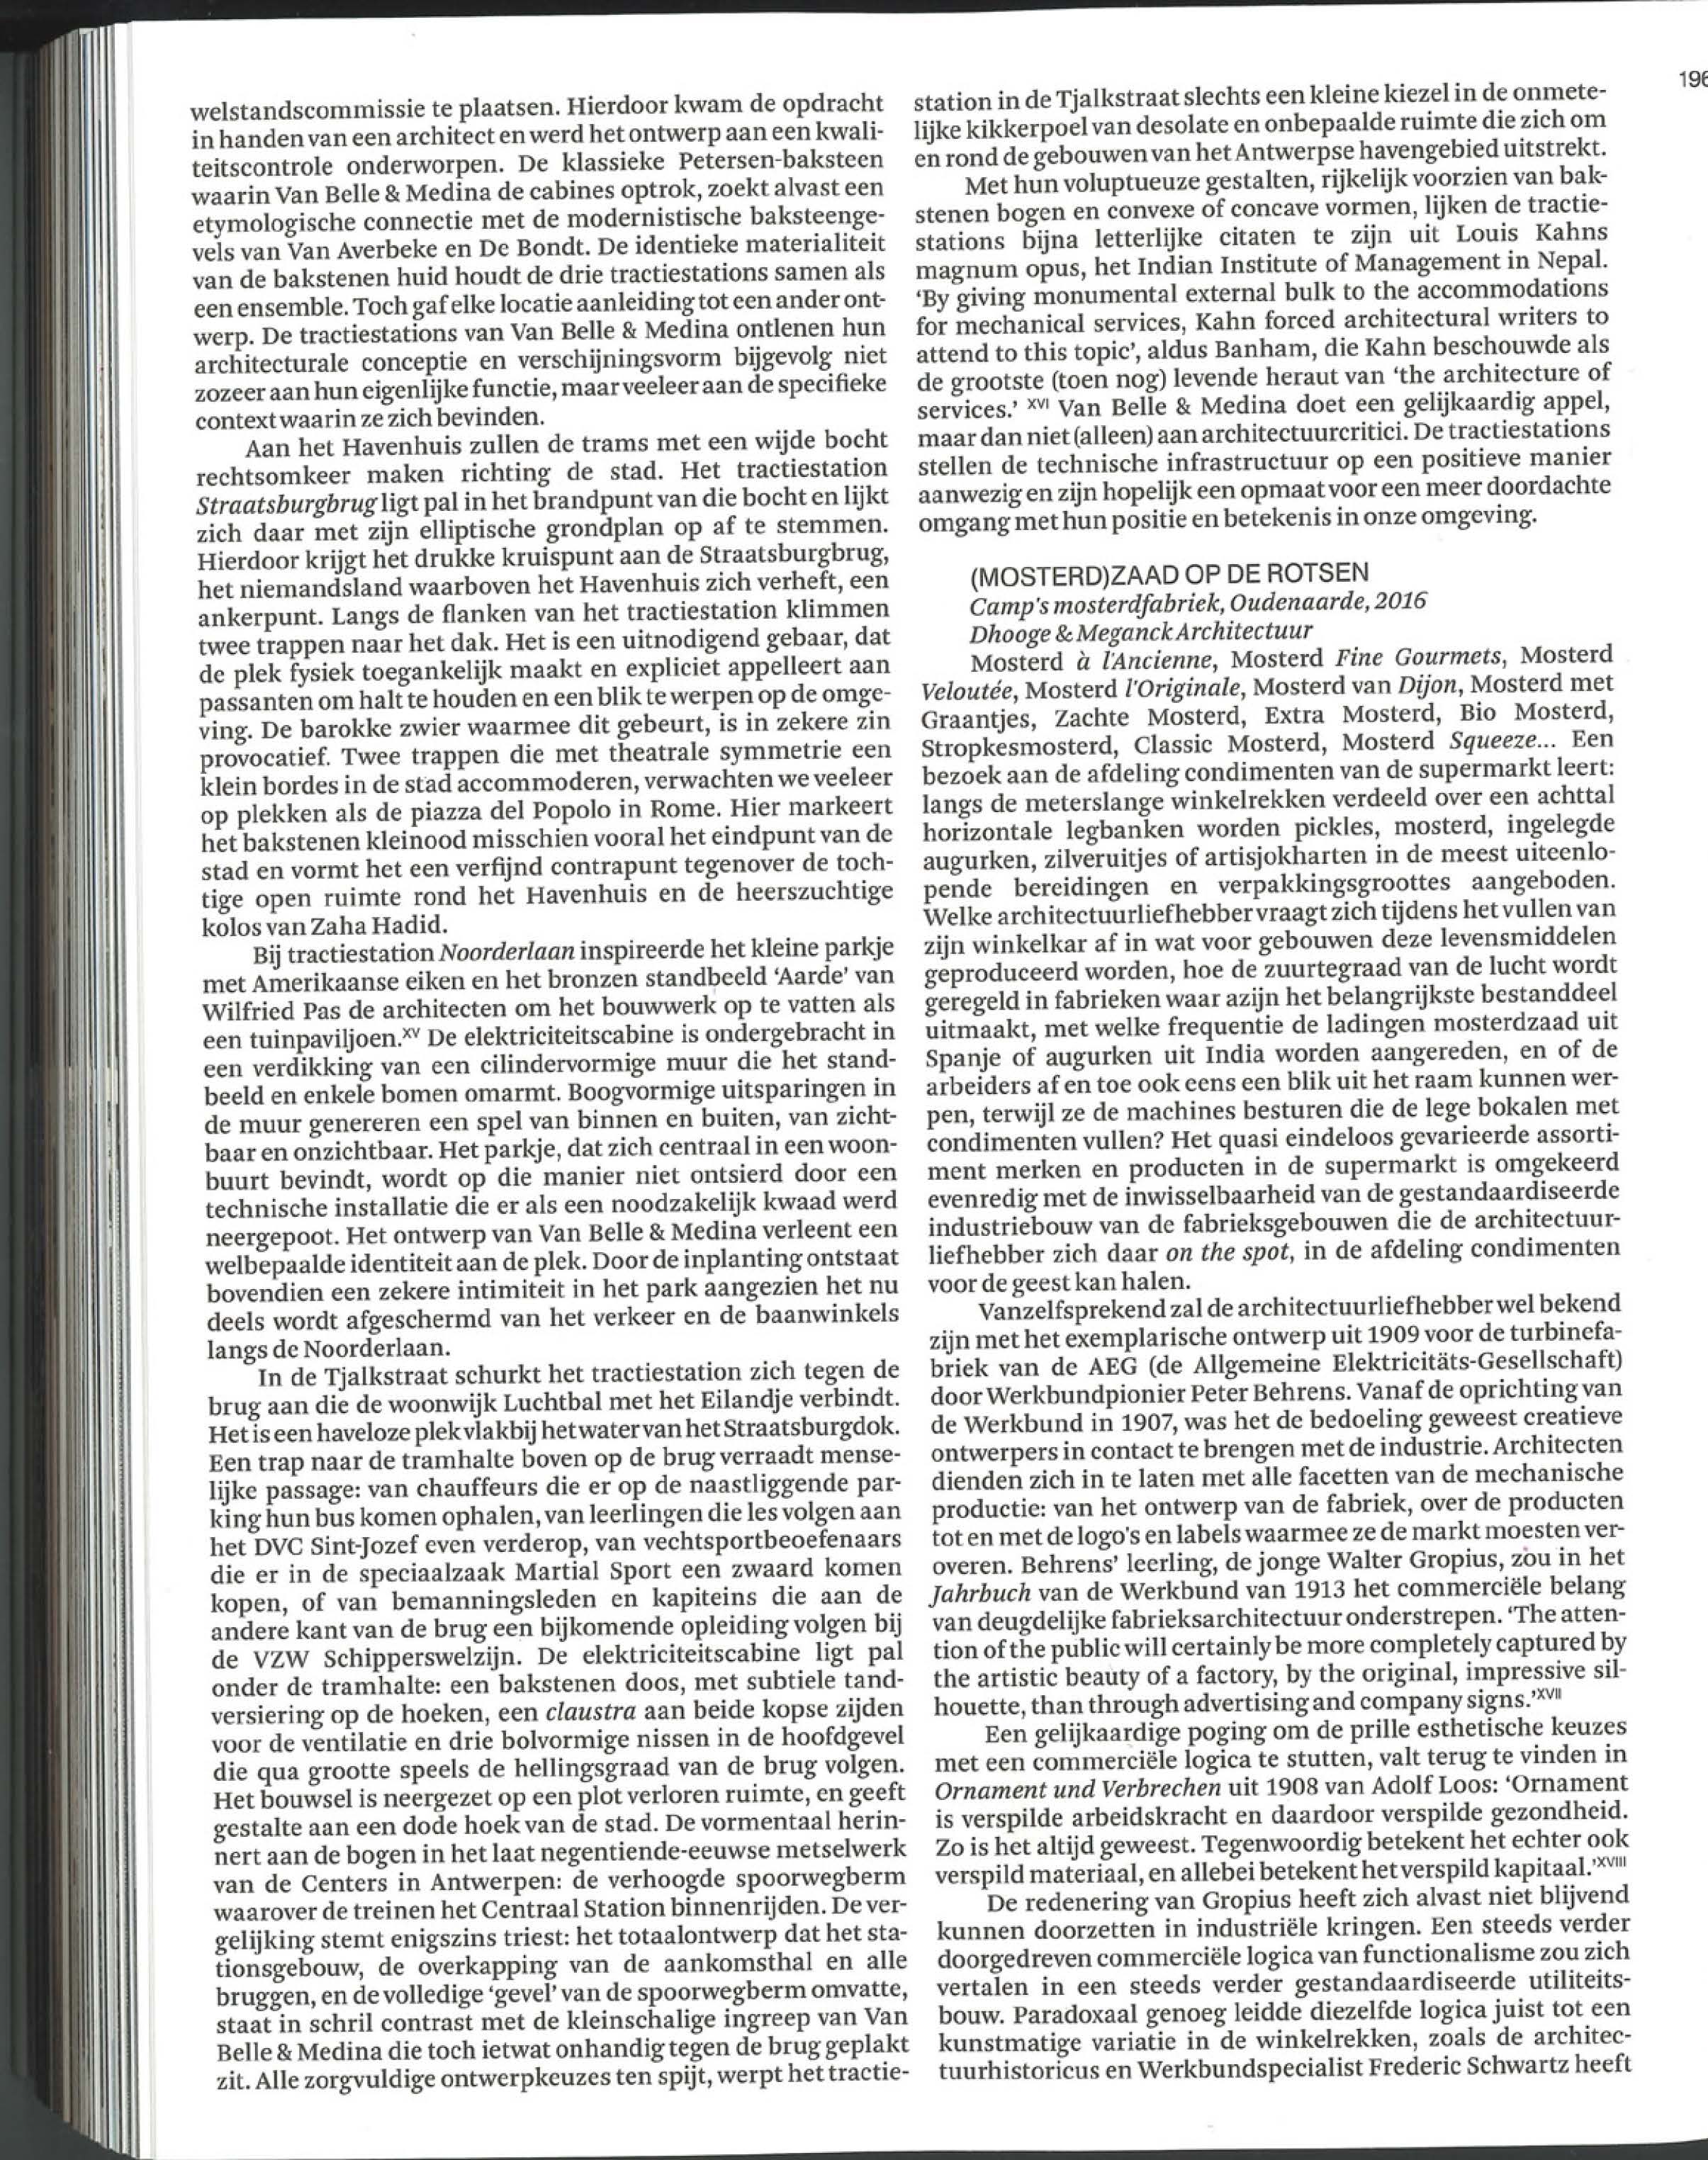 welstandscommissie te plaatsen. Hierdoor kwam de opdracht
in handen van een architect en werd het ontwerp aan een kwali-
teitscontrole onderworpen. De klassieke Petersen-baksteen
waarin Van Belle & Medina de cabines optrok, zoekt alvast een
etymologische connectie met de modernistische baksteenge-
vels van Van Averbeke en De Bondt. De identieke materialiteit
van de bakstenen huid houdt de drie tractiestations samen als
een ensemble. Toch gaf elke locatie aanleiding tot een ander ont-
werp. De tractiestations van Van Belle & Medina ontlenen hun
architecturale conceptie en verschijningsvorm bijgevolg niet
zozeer aan hun eigenlijke functie, maar veeleer aan de specifieke
context waarin ze zich bevinden.
Aan het Havenhuis zullen de trams met een wijde bocht
rechtsomkeer maken richting de stad. Het tractiestation
Straatsburgbrug ligt pal in het brandpunt van die bocht en lijkt
zich daar met zijn elliptische grondplan op af te stemmen.
Hierdoor krijgt het drukke kruispunt aan de Straatsburgbrug,
het niemandsland waarboven het Havenhuis zich verheft, een
ankerpunt. Langs de flanken van het tractiestation klimmen
twee trappen naar het dak. Het is een uitnodigend gebaar, dat
de plek fysiek toegankelijk maakt en expliciet appelleert aan
passanten om halt te houden en een blik te werpen op de omge-
ving. De barokke zwier waarmee dit gebeurt, is in zekere zin
provocatief. Twee trappen die met theatrale symmetrie een
klein bordes in de stad accommoderen, verwachten we veeleer
op plekken als de piazza del Popolo in Rome. Hier markeert
het bakstenen kleinood misschien vooral het eindpunt van de
stad en vormt het een verfijnd contrapunt tegenover de toch-
tige open ruimte rond het Havenhuis en de heerszuchtige
kolos van Zaha Hadid.
Bij tractiestation Noorderlaan inspireerde het kleine parkje
met Amerikaanse eiken en het bronzen standbeeld 'Aarde' van
Wilfried Pas de architecten om het bouwwerk op te vatten als
een tuinpaviljoen.XV De elektriciteitscabine is ondergebracht in
een verdikking van een cilindervormige muur die het stand-
beeld en enkele bomen omarmt. Boogvormige uitsparingen in
de muur genereren een spel van binnen en buiten, van zicht-
baar en onzichtbaar. Het parkje, dat zich centraal in een woon-
buurt bevindt, wordt op die manier niet ontsierd door een
technische installatie die er als een noodzakelijk kwaad werd
neergepoot. Het ontwerp van Van Belle & Medina verleent een
welbepaalde identiteit aan de plek. Door de inplanting ontstaat
bovendien een zekere intimiteit in het park aangezien het nu
deels wordt afgeschermd van het verkeer en de baanwinkels
langs de Noorderlaan.
In de Tjalkstraat schurkt het tractiestation zich tegen de
brug aan die de woonwijk Luchtbal met het Eilandje verbindt.
Het is een haveloze plek vlakbij het water van het Straatsburgdok.
Een trap naar de tramhalte boven op de brug verraadt mense-
lijke passage: van chauffeurs die er op de naastliggende par-
king hun bus komen ophalen, van leerlingen die les volgen aan
het DVC Sint-Jozef even verderop, van vechtsportbeoefenaars
die er in de speciaalzaak Martial Sport een zwaard komen
kopen, of van bemanningsleden en kapiteins die aan de
andere kant van de brug een bijkomende opleiding volgen bij
de VZW Schipperswelzijn. De elektriciteitscabine ligt pal
onder de tramhalte: een bakstenen doos, met subtiele tand-
versiering op de hoeken, een claustra aan beide kopse zijden
voor de ventilatie en drie bolvormige nissen in de hoofdgevel
die qua grootte speels de hellingsgraad van de brug volgen.
Het bouwsel is neergezet op een plot verloren ruimte, en geeft
gestalte aan een dode hoek van de stad. De vormentaal herin-
nert aan de bogen in het laat negentiende-eeuwse metselwerk
van de Centers in Antwerpen: de verhoogde spoorwegberm
waarover de treinen het Centraal Station binnenrijden. De ver-
gelijking stemt enigszins triest: het totaalontwerp dat het sta-
tionsgebouw, de overkapping van de aankomsthal en alle
bruggen, en de volledige 'gevel' van de spoorwegberm omvatte,
staat in schril contrast met de kleinschalige ingreep van Van
Belle & Medina die toch ietwat onhandig tegen de brug geplakt
zit. Alle zorgvuldige ontwerpkeuzes ten spijt, werpt het tractie-
station in de Tjalkstraat slechts een kleine kiezel in de onmete-
lijke kikkerpoel van desolate en onbepaalde ruimte die zich om
en rond de gebouwen van het Antwerpse havengebied uitstrekt.
Met hun voluptueuze gestalten, rijkelijk voorzien van bak-
stenen bogen en convexe of concave vormen, lijken de tractie-
stations bijna letterlijke citaten te zijn uit Louis Kahns
magnum opus, het Indian Institute of Management in Nepal.
'By giving monumental external bulk to the accommodations
for mechanical services, Kahn forced architectural writers to
attend to this topic', aldus Banham, die Kahn beschouwde als
de grootste (toen nog) levende heraut van 'the architecture of
services.' XVI Van Belle & Medina doet een gelijkaardig appel,
maar dan niet (alleen) aan architectuurcritici. De tractiestations
stellen de technische infrastructuur op een positieve manier
aanwezig en zijn hopelijk een opmaat voor een meer doordachte
omgang met hun positie en betekenis in onze omgeving.
(MOSTERD)ZAAD OP DE ROTSEN
Camp's mosterdfabriek, Oudenaarde, 2016
Dhooge & Meganck Architectuur
Mosterd à l'Ancienne, Mosterd Fine Gourmets, Mosterd
Veloutée, Mosterd l'Originale, Mosterd van Dijon, Mosterd met
Graantjes, Zachte Mosterd, Extra Mosterd, Bio Mosterd,
Stropkesmosterd, Classic Mosterd, Mosterd Squeeze... Een
bezoek aan de afdeling condimenten van de supermarkt leert:
langs de meterslange winkelrekken verdeeld over een achttal
horizontale legbanken worden pickles, mosterd, ingelegde
augurken, zilveruitjes of artisjokharten in de meest uiteenlo-
pende bereidingen en verpakkingsgroottes aangeboden.
Welke architectuurliefhebber vraagt zich tijdens het vullen van
zijn winkelkar af in wat voor gebouwen deze levensmiddelen
geproduceerd worden, hoe de zuurtegraad van de lucht wordt
geregeld in fabrieken waar azijn het belangrijkste bestanddeel
uitmaakt, met welke frequentie de ladingen mosterdzaad uit
Spanje of augurken uit India worden aangereden, en of de
arbeiders af en toe ook eens een blik uit het raam kunnen wer-
pen, terwijl ze de machines besturen die de lege bokalen met
condimenten vullen? Het quasi eindeloos gevarieerde assorti-
ment merken en producten in de supermarkt is omgekeerd
evenredig met de inwisselbaarheid van de gestandaardiseerde
industriebouw van de fabrieksgebouwen die de architectuur-
liefhebber zich daar on the spot, in de afdeling condimenten
voor de geest kan halen.
Vanzelfsprekend zal de architectuurliefhebber wel bekend
zijn met het exemplarische ontwerp uit 1909 voor de turbinefa-
briek van de AEG (de Allgemeine Elektricitäts-Gesellschaft)
door Werkbundpionier Peter Behrens. Vanaf de oprichting van
de Werkbund in 1907, was het de bedoeling geweest creatieve
ontwerpers in contact te brengen met de industrie. Architecten
dienden zich in te laten met alle facetten van de mechanische
productie: van het ontwerp van de fabriek, over de producten
tot en met de logo's en labels waarmee ze de markt moesten ver-
overen. Behrens' leerling, de jonge Walter Gropius, zou in het
Jahrbuch van de Werkbund van 1913 het commerciële belang
van deugdelijke fabrieksarchitectuur onderstrepen. 'The atten-
tion of the public will certainly be more completely captured by
the artistic beauty of a factory, by the original, impressive sil-
houette, than through advertising and company signs.'XVII
Een gelijkaardige poging om de prille esthetische keuzes
met een commerciële logica te stutten, valt terug te vinden in
Ornament und Verbrechen uit 1908 van Adolf Loos: 'Ornament
is verspilde arbeidskracht en daardoor verspilde gezondheid.
Zo is het altijd geweest. Tegenwoordig betekent het echter ook
verspild materiaal, en allebei betekent het verspild kapitaal.'XVIII
De redenering van Gropius heeft zich alvast niet blijvend
kunnen doorzetten in industriële kringen. Een steeds verder
doorgedreven commerciële logica van functionalisme zou zich
vertalen in een steeds verder gestandaardiseerde utiliteits-
bouw. Paradoxaal genoeg leidde diezelfde logica juist tot een
kunstmatige variatie in de winkelrekken, zoals de architec-
tuurhistoricus en Werkbundspecialist Frederic Schwartz heeft
196